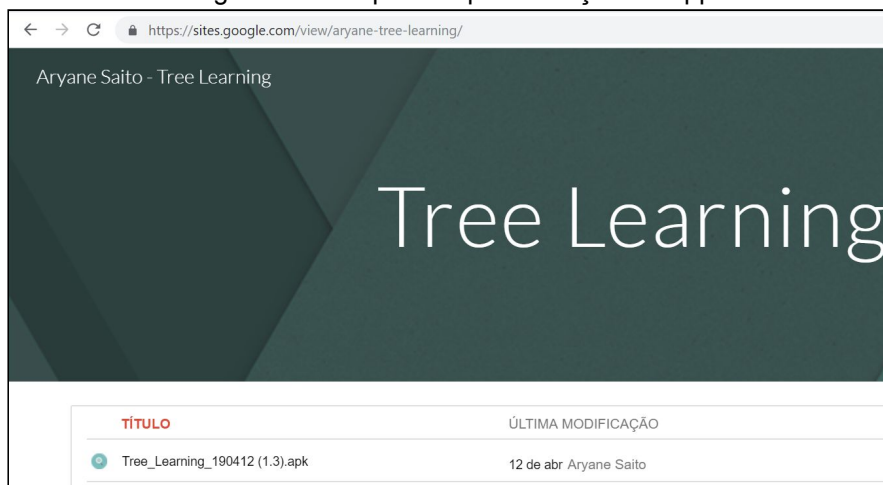 https://sites.google.com/view/aryane-tree-learning/
Aryane Saito - Tree Learning
Tree Learning
TÍTULO ÚLTIMA MODIFICAÇÃO
Tree_Learning_190412 (1.3).apk 12 de abr Aryane Saito